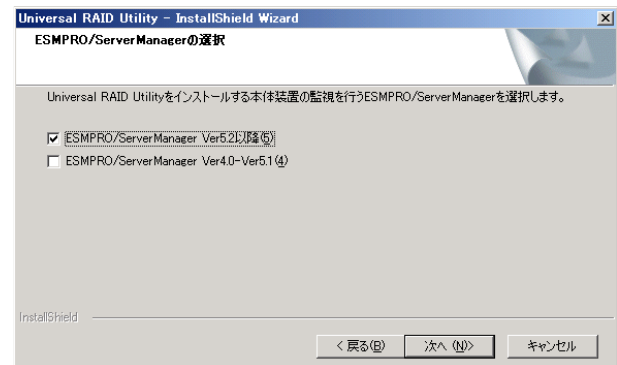 Universal RAID Utility - InstallShield Wizard
ESMPRO/ServerManagerの選択
Universal RAID Utilityをインストールする本体装置の監視を行うESMPRO/ServerManagerを選択します。
ESMPRO/ServerManager Ver5.2以降(5)
ESMPRO/ServerManager Ver4.0-Ver5.1(4)
InstallShield
< 戻る(B)
次へ (N)>
キャンセル